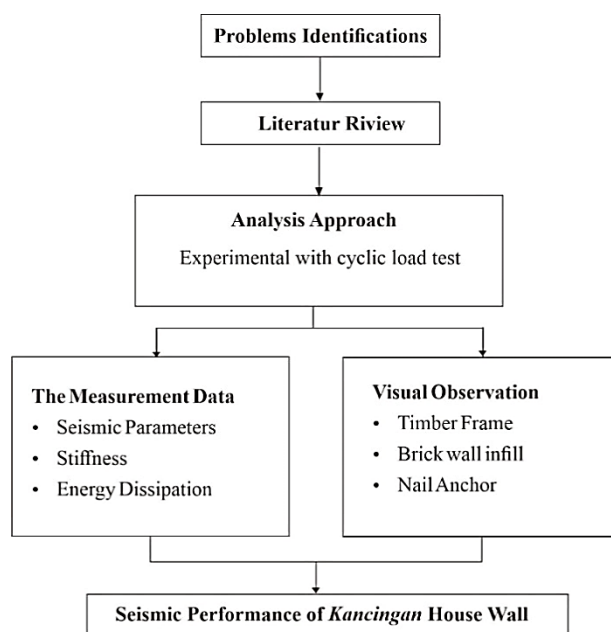 Problems Identifications
Literatur Riview
Analysis Approach
Experimental with cyclic load test
The Measurement Data
• Seismic Parameters
• Stiffness
• Energy Dissipation
Visual Observation
• Timber Frame
• Brick wall infill
• Nail Anchor
Seismic Performance of Kancingan House Wall